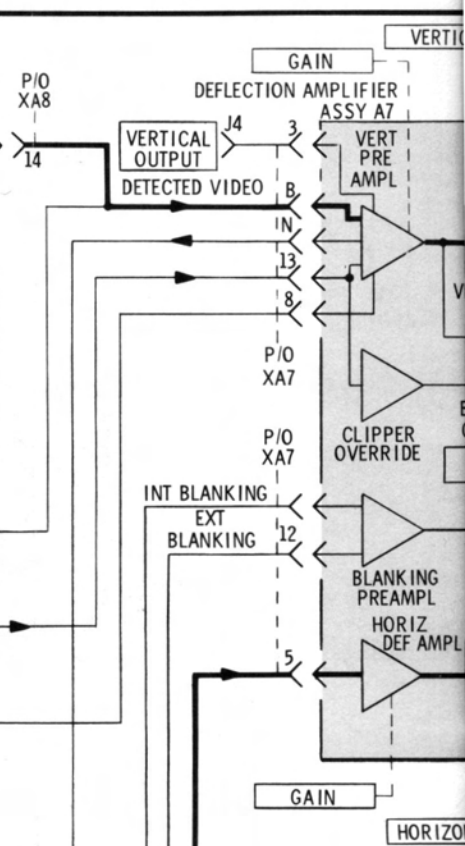 VERTIC
GAIN
P/O
XA8
DEFLECTION AMPLIFIER
ASSY A7
14
VERTICAL
OUTPUT
J4
3
VERT
PRE
AMPL
DETECTED VIDEO
B
N
13
8
V
P/O
XA7
CLIPPER
OVERRIDE
P/O
XA7
INT BLANKING
EXT
BLANKING
12
BLANKING
PREAMPL
HORIZ
DEF AMPL
5
GAIN
HORIZO